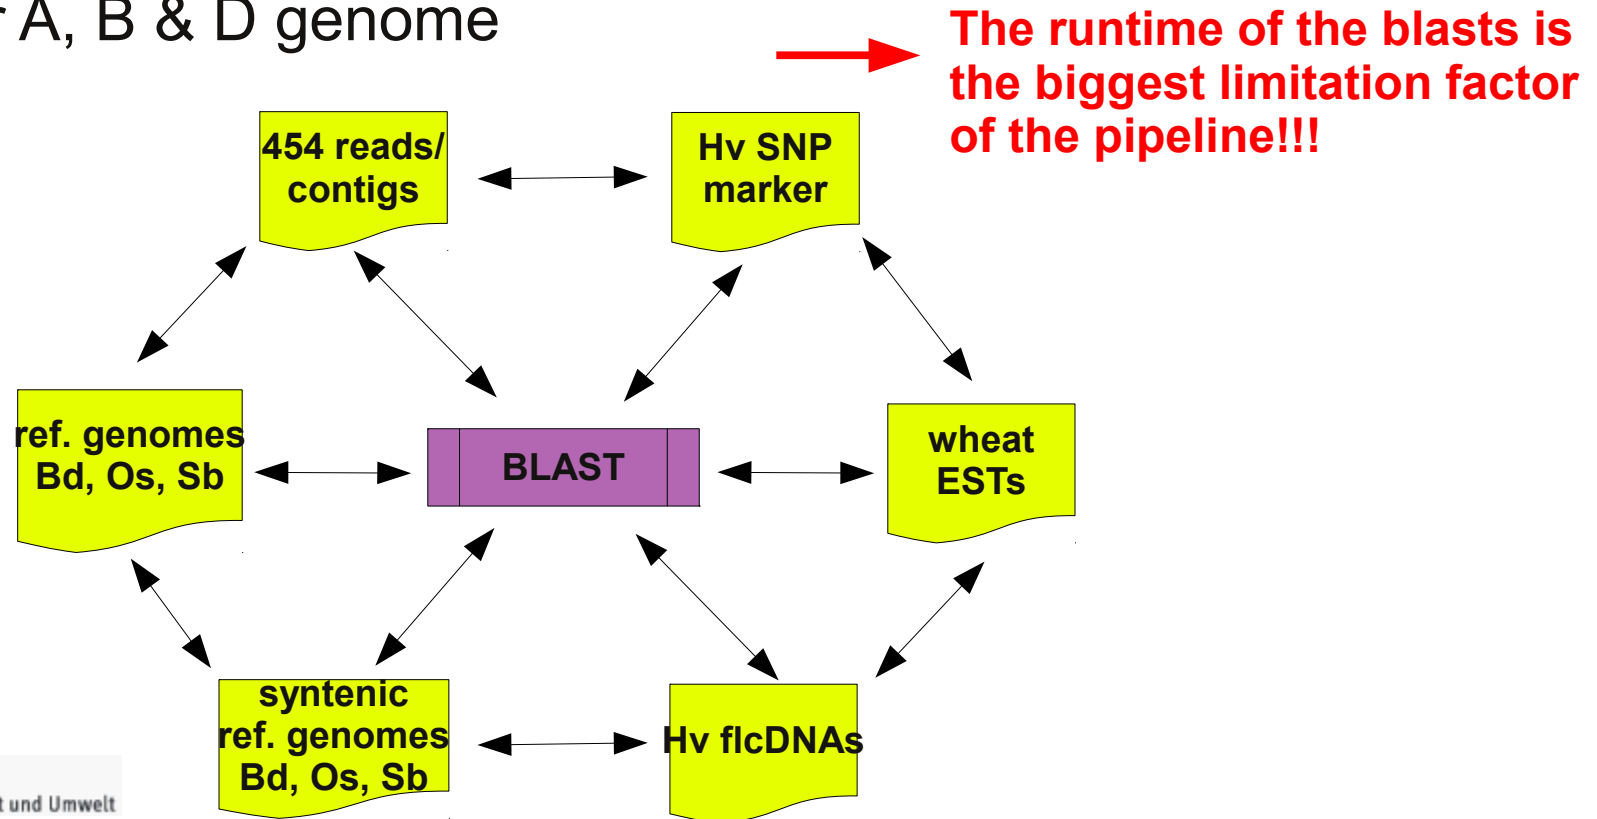 A, B & D genome
The runtime of the blasts is
the biggest limitation factor
of the pipeline!!!
454 reads/
contigs
Hv SNP
marker
ref. genomes
Bd, Os, Sb
BLAST
wheat
ESTs
syntenic
ref. genomes
Bd, Os, Sb
Hv flcDNAs
und Umwelt